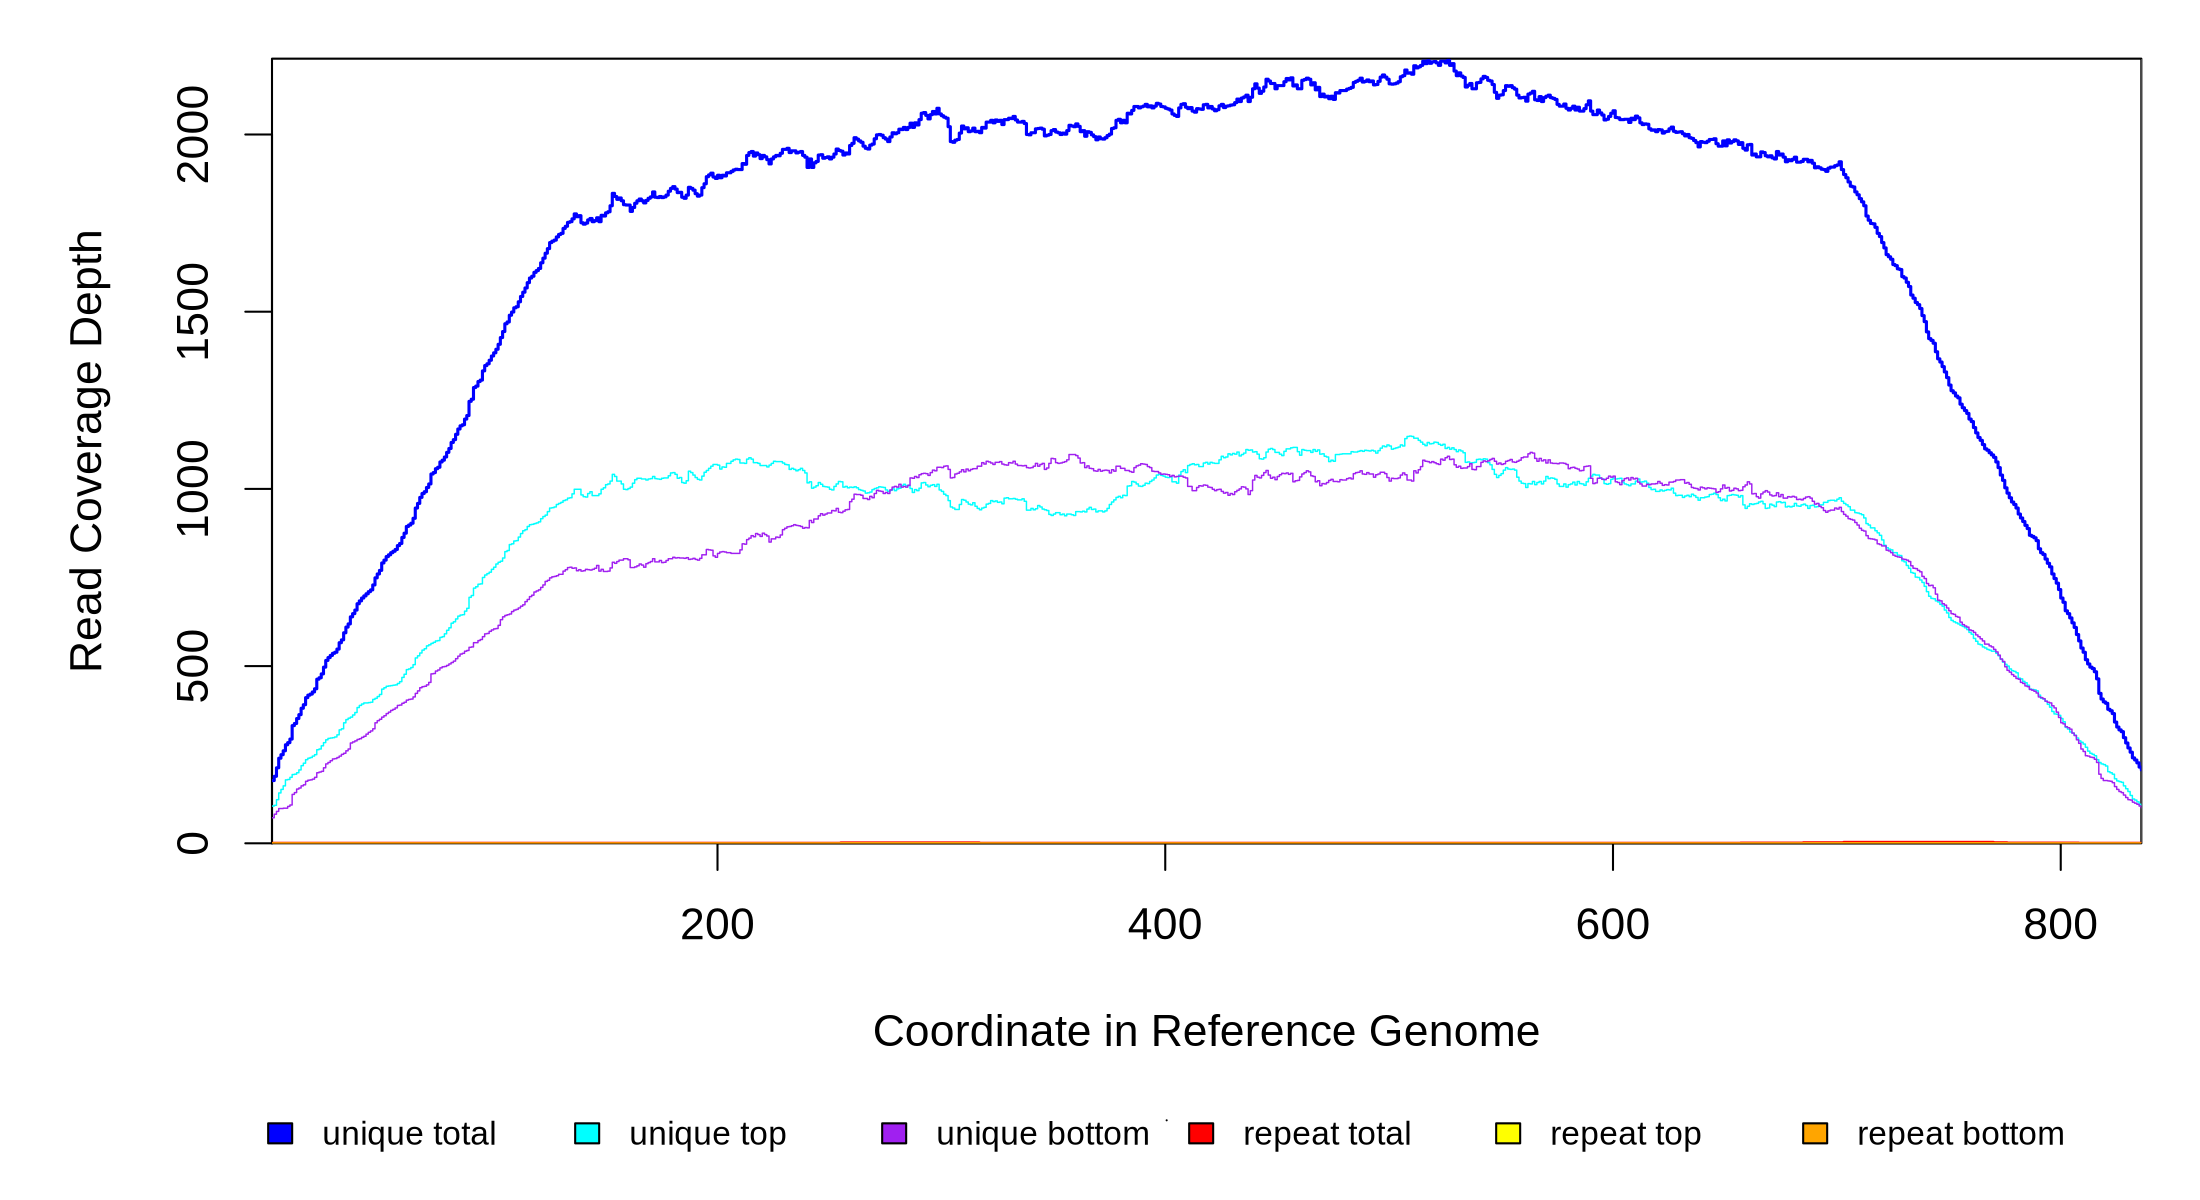 Read Coverage Depth
2000
1500
1000
500
0
200 400 600 800
Coordinate in Reference Genome
unique total unique top unique bottom repeat total repeat top repeat bottom